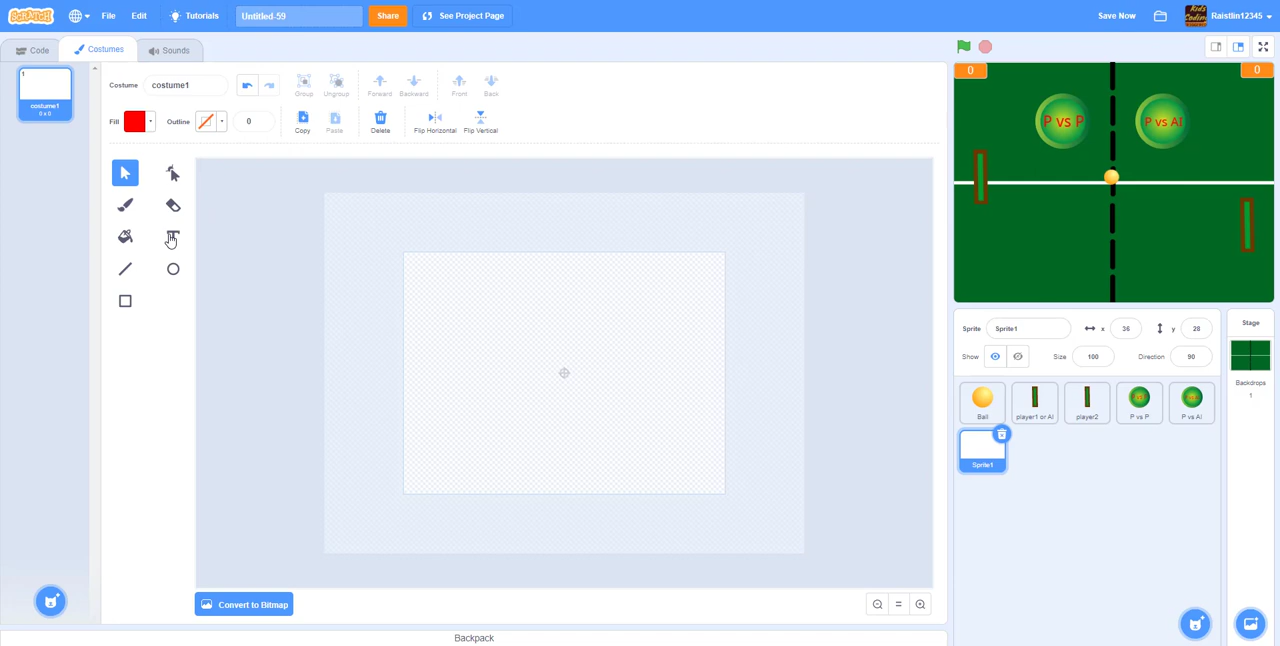 SCRATCH
File
Edit
Tutorials
Untitled-59
Share
See Project Page
Save Now
Raistlin12345
Code
Costumes
Sounds
1
costume1
0 x 0
Costume
costume1
Group
Ungroup
Forward
Backward
Front
Back
Fill
Outline
0
Copy
Paste
Delete
Flip Horizontal
Flip Vertical
T
Convert to Bitmap
Backpack
0
0
P vs P
P vs AI
Sprite
Sprite1
x
36
y
28
Show
Size
100
Direction
90
Ball
player1 or AI
player2
P vs P
P vs AI
Sprite1
Stage
Backdrops
1